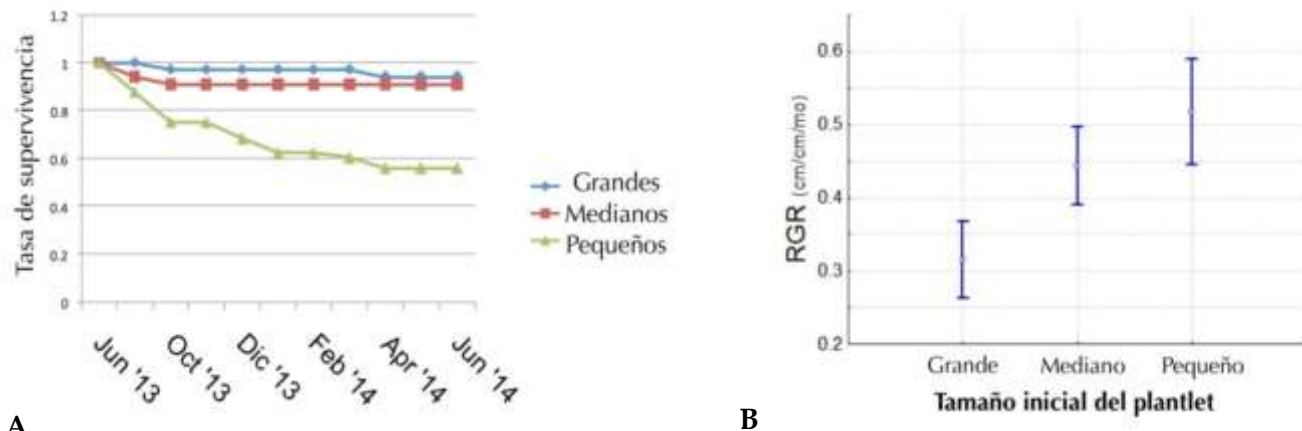 1.2
1
0.8
0.6
0.4
0.2
0
Tasa de supervivencia
Jun '13
Oct '13
Dic '13
Feb '14
Apr '14
Jun '14
Grandes
Medianos
Pequeños
A
0.6
0.5
0.4
0.3
0.2
RGR (cm/cm/mo)
Grande Mediano Pequeño
Tamaño inicial del plantlet
B